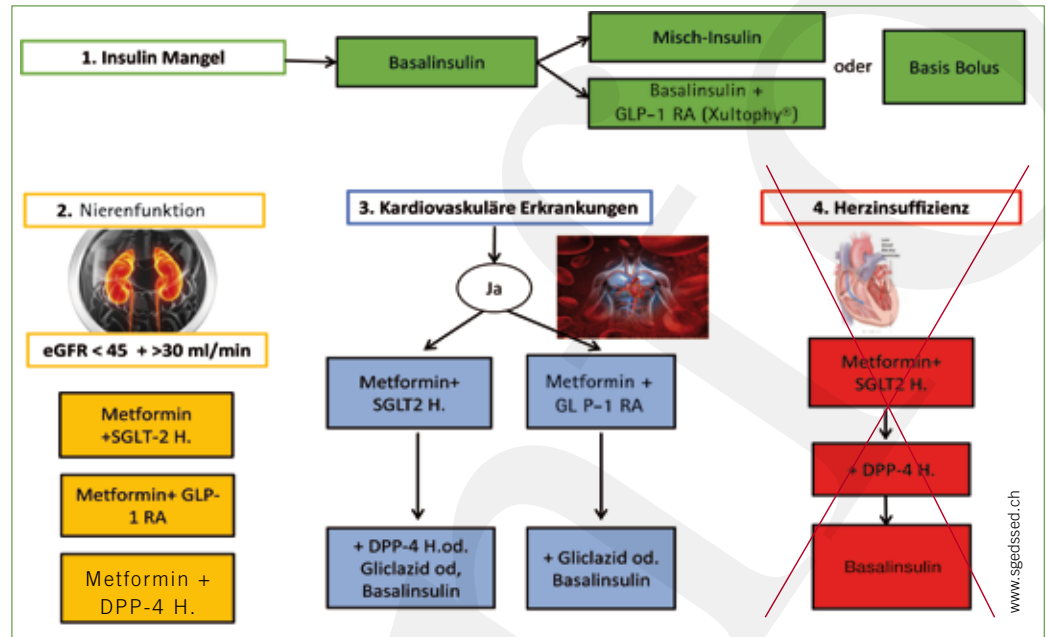 1. Insulin Mangel
Basalinsulin
Misch-Insulin
Basalinsulin +
GLP-1 RA (Xultophy®)
oder
Basis Bolus
2. Nierenfunktion
eGFR < 45 + >30 ml/min
Metformin
+SGLT-2 H.
Metformin+ GLP-
1 RA
Metformin +
DPP-4 H.
3. Kardiovaskuläre Erkrankungen
Ja
Metformin+
SGLT2 H.
Metformin +
GL P-1 RA
+ DPP-4 H.od.
Gliclazid od,
Basalinsulin
+ Gliclazid od.
Basalinsulin
4. Herzinsuffizienz
Metformin+
SGLT2 H.
+ DPP-4 H.
Basalinsulin
www.sgedssed.ch